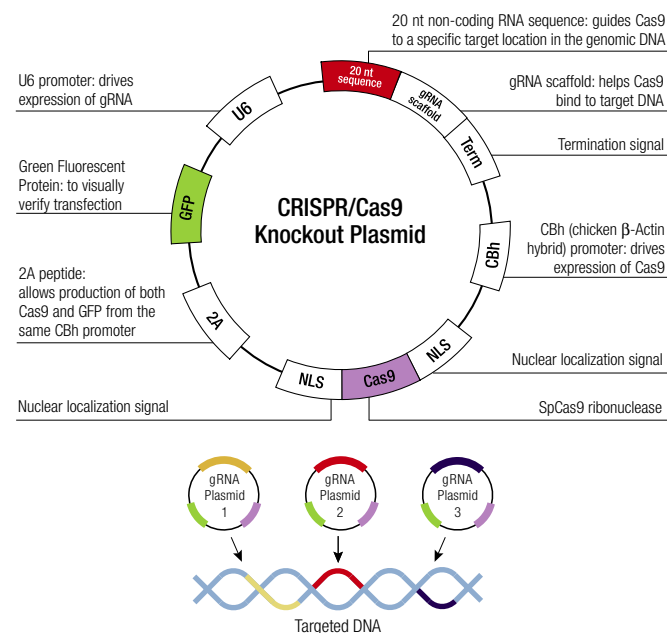 20 nt non-coding RNA sequence: guides Cas9
to a specific target location in the genomic DNA
U6 promoter: drives
expression of gRNA
20 nt
sequence
gRNA
scaffold
Term
U6
gRNA scaffold: helps Cas9
bind to target DNA
Termination signal
Green Fluorescent
Protein: to visually
verify transfection
GFP
CRISPR/Cas9
Knockout Plasmid
CBh
CBh (chicken β-Actin
hybrid) promoter: drives
expression of Cas9
2A peptide:
allows production of both
Cas9 and GFP from the
same CBh promoter
2A
NLS
Cas9
NLS
Nuclear localization signal
Nuclear localization signal
SpCas9 ribonuclease
gRNA
Plasmid
1
gRNA
Plasmid
2
gRNA
Plasmid
3
Targeted DNA